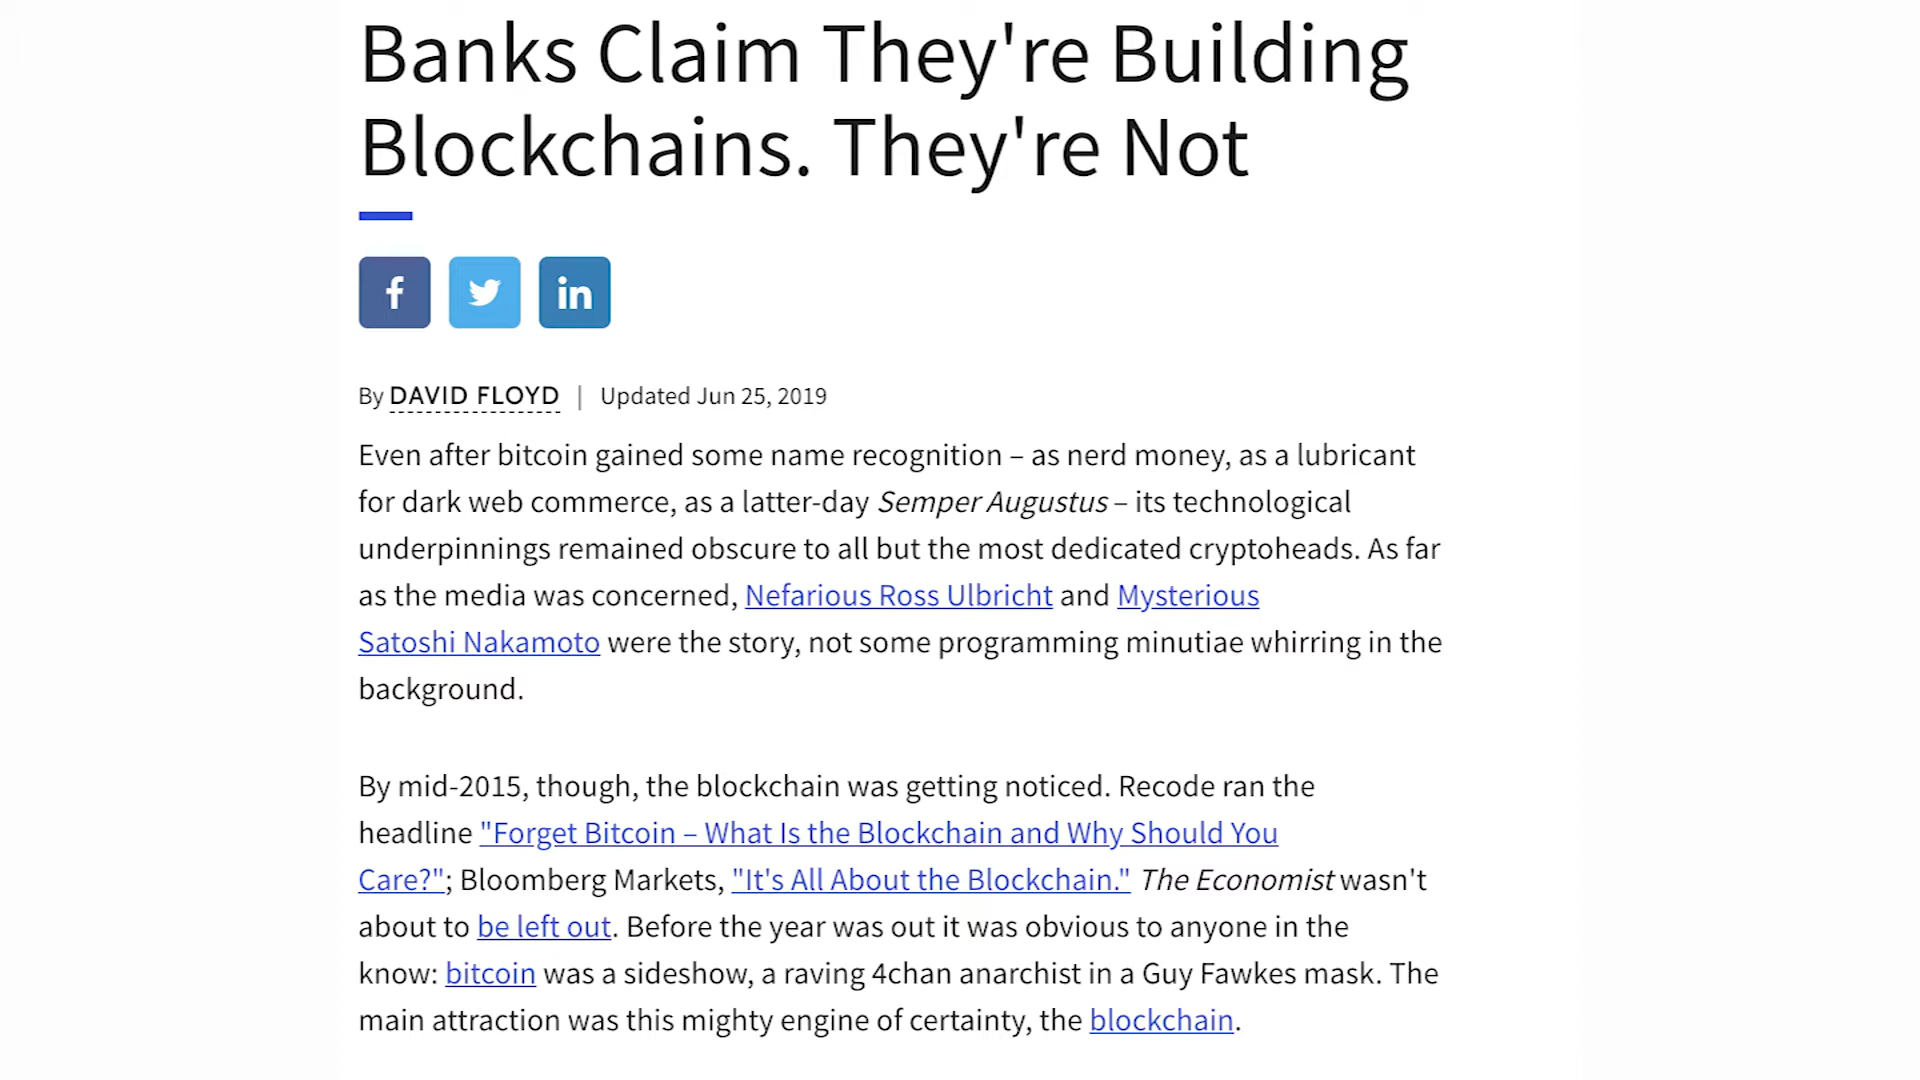 Banks Claim They're Building
Blockchains. They're Not
f in
By DAVID FLOYD | Updated Jun 25, 2019
Even after bitcoin gained some name recognition – as nerd money, as a lubricant
for dark web commerce, as a latter-day Semper Augustus – its technological
underpinnings remained obscure to all but the most dedicated cryptoheads. As far
as the media was concerned, Nefarious Ross Ulbricht and Mysterious
Satoshi Nakamoto were the story, not some programming minutiae whirring in the
background.
By mid-2015, though, the blockchain was getting noticed. Recode ran the
headline "Forget Bitcoin – What Is the Blockchain and Why Should You
Care?"; Bloomberg Markets, "It's All About the Blockchain." The Economist wasn't
about to be left out. Before the year was out it was obvious to anyone in the
know: bitcoin was a sideshow, a raving 4chan anarchist in a Guy Fawkes mask. The
main attraction was this mighty engine of certainty, the blockchain.